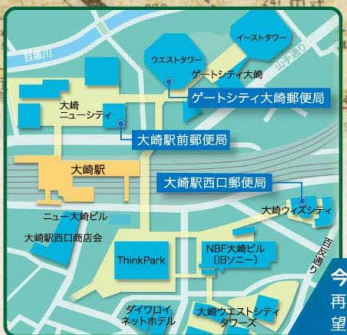 目黒川
イーストタワー
ウエストタワー
山手通り
ゲートシティ大崎
ゲートシティ大崎郵便局
大崎
ニューシティ
大崎駅前郵便局
大崎駅
大崎駅西口郵便局
ニュー大崎ビル
大崎ウィズシティ
大崎駅西口商店会
百反通り
ThinkPark
NBF大崎ビル
(旧ソニー)
ダイワロイ
ネットホテル
大崎ウエストシティ
タワーズ
今
再
望